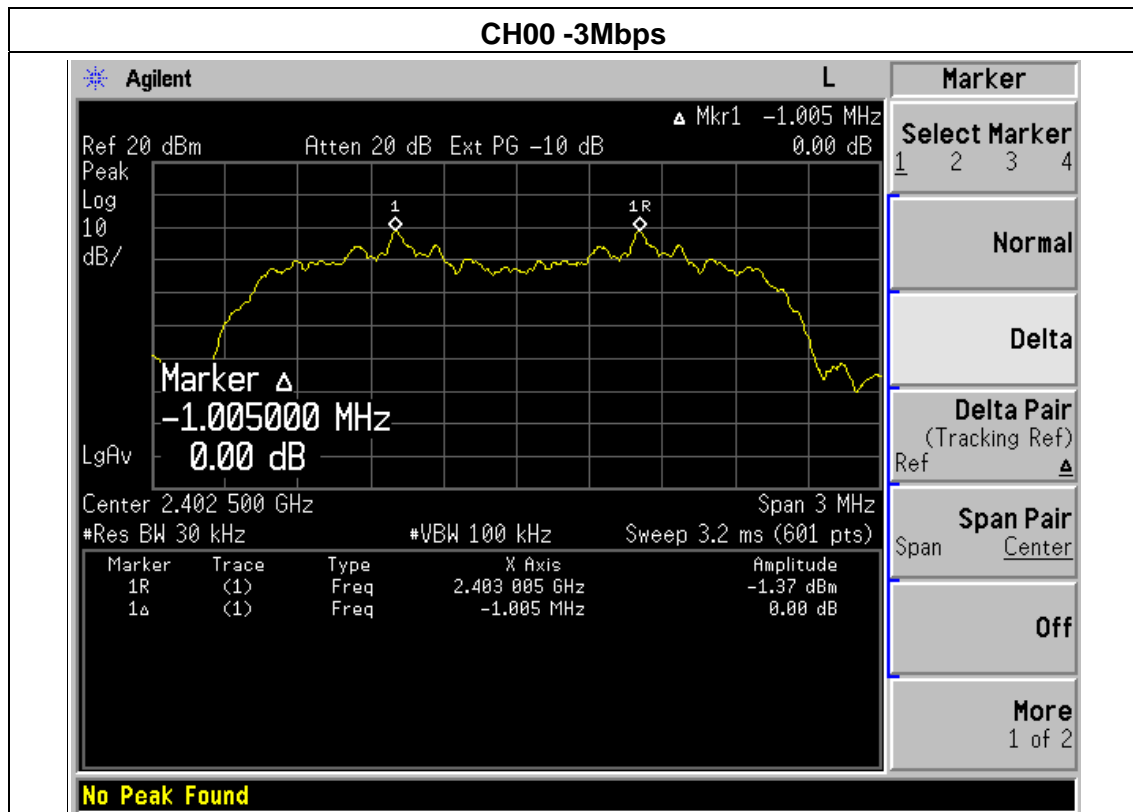 CH00 -3Mbps
Agilent L Marker
Δ Mkr1 -1.005 MHz
Ref 20 dBm Atten 20 dB Ext PG -10 dB 0.00 dB
Peak
Log
10
dB/
1 1R
Marker Δ
-1.005000 MHz
0.00 dB
LgAv
Center 2.402 500 GHz Span 3 MHz
#Res BW 30 kHz #VBW 100 kHz Sweep 3.2 ms (601 pts)
Marker Trace Type X Axis Amplitude
1R (1) Freq 2.403 005 GHz -1.37 dBm
1Δ (1) Freq -1.005 MHz 0.00 dB
No Peak Found
Select Marker
1 2 3 4
Normal
Delta
Delta Pair
(Tracking Ref)
Ref Δ
Span Pair
Span Center
Off
More
1 of 2